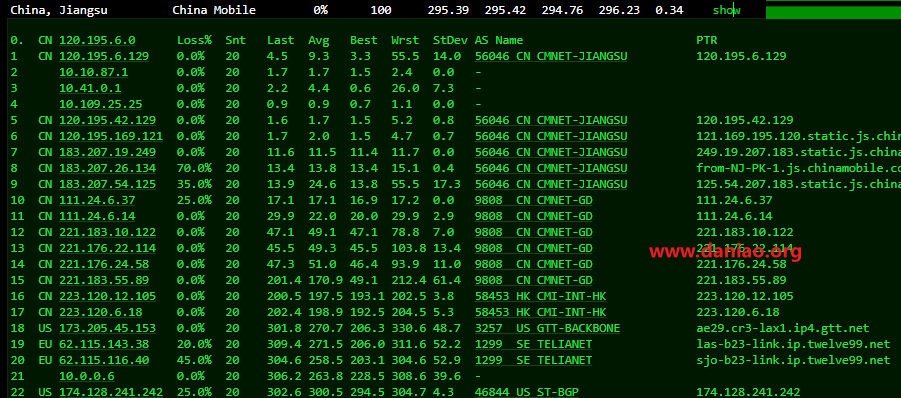 China, Jiangsu China Mobile 0% 100 295.39 295.42 294.76 296.23 0.34 show
0. CN 120.195.6.0 Loss% Snt Last Avg Best Wrst StDev AS Name PTR
1 CN 120.195.6.129 0.0% 20 4.5 9.3 3.3 55.5 14.0 56046 CN CMNET-JIANGSU 120.195.6.129
2 10.10.87.1 0.0% 20 1.7 1.7 1.5 2.4 0.0 -
3 10.41.0.1 0.0% 20 2.2 4.4 0.6 26.0 7.3 -
4 10.109.25.25 0.0% 20 0.9 0.9 0.7 1.1 0.0 -
5 CN 120.195.42.129 0.0% 20 1.6 1.7 1.5 5.2 0.8 56046 CN CMNET-JIANGSU 120.195.42.129
6 CN 120.195.169.121 0.0% 20 1.7 2.0 1.5 4.7 0.7 56046 CN CMNET-JIANGSU 121.169.195.120.static.js.chin
7 CN 183.207.19.249 0.0% 20 11.6 11.5 11.4 11.7 0.0 56046 CN CMNET-JIANGSU 249.19.207.183.static.js.china
8 CN 183.207.26.134 70.0% 20 13.4 13.8 13.4 15.1 0.4 56046 CN CMNET-JIANGSU from-NJ-PK-1.js.chinamobile.co
9 CN 183.207.54.125 35.0% 20 13.9 24.6 13.8 55.5 17.3 56046 CN CMNET-JIANGSU 125.54.207.183.static.js.china
10 CN 111.24.6.37 25.0% 20 17.1 17.1 16.9 17.2 0.0 9808 CN CMNET-GD 111.24.6.37
11 CN 111.24.6.14 0.0% 20 29.9 22.0 20.0 29.9 2.9 9808 CN CMNET-GD 111.24.6.14
12 CN 221.183.10.122 0.0% 20 47.1 49.1 47.1 78.8 7.0 9808 CN CMNET-GD 221.183.10.122
13 CN 221.176.22.114 0.0% 20 45.5 49.3 45.5 103.8 13.4 9808 CN CMNET-GD 221.176.22.114
www.danlao.org
14 CN 221.176.24.58 0.0% 20 47.3 51.0 46.4 93.9 11.0 9808 CN CMNET-GD 221.176.24.58
15 CN 221.183.55.89 0.0% 20 201.4 170.9 49.1 212.4 61.4 9808 CN CMNET-GD 221.183.55.89
16 CN 223.120.12.105 0.0% 20 200.5 197.5 193.1 202.5 3.8 58453 HK CMI-INT-HK 223.120.12.105
17 CN 223.120.6.18 0.0% 20 202.4 198.9 192.5 204.5 5.3 58453 HK CMI-INT-HK 223.120.6.18
18 US 173.205.45.153 0.0% 20 301.8 270.7 206.3 330.6 48.7 3257 US GTT-BACKBONE ae29.cr3-lax1.ip4.gtt.net
19 EU 62.115.143.38 20.0% 20 309.4 271.5 206.0 311.6 52.2 1299 SE TELIANET las-b23-link.ip.twelve99.net
20 EU 62.115.116.40 45.0% 20 304.6 258.5 203.1 304.6 52.9 1299 SE TELIANET sjo-b23-link.ip.twelve99.net
21 10.0.0.6 0.0% 20 306.2 263.8 228.5 308.6 39.6 -
22 US 174.128.241.242 25.0% 20 302.6 300.5 294.5 304.7 4.3 46844 US ST-BGP 174.128.241.242